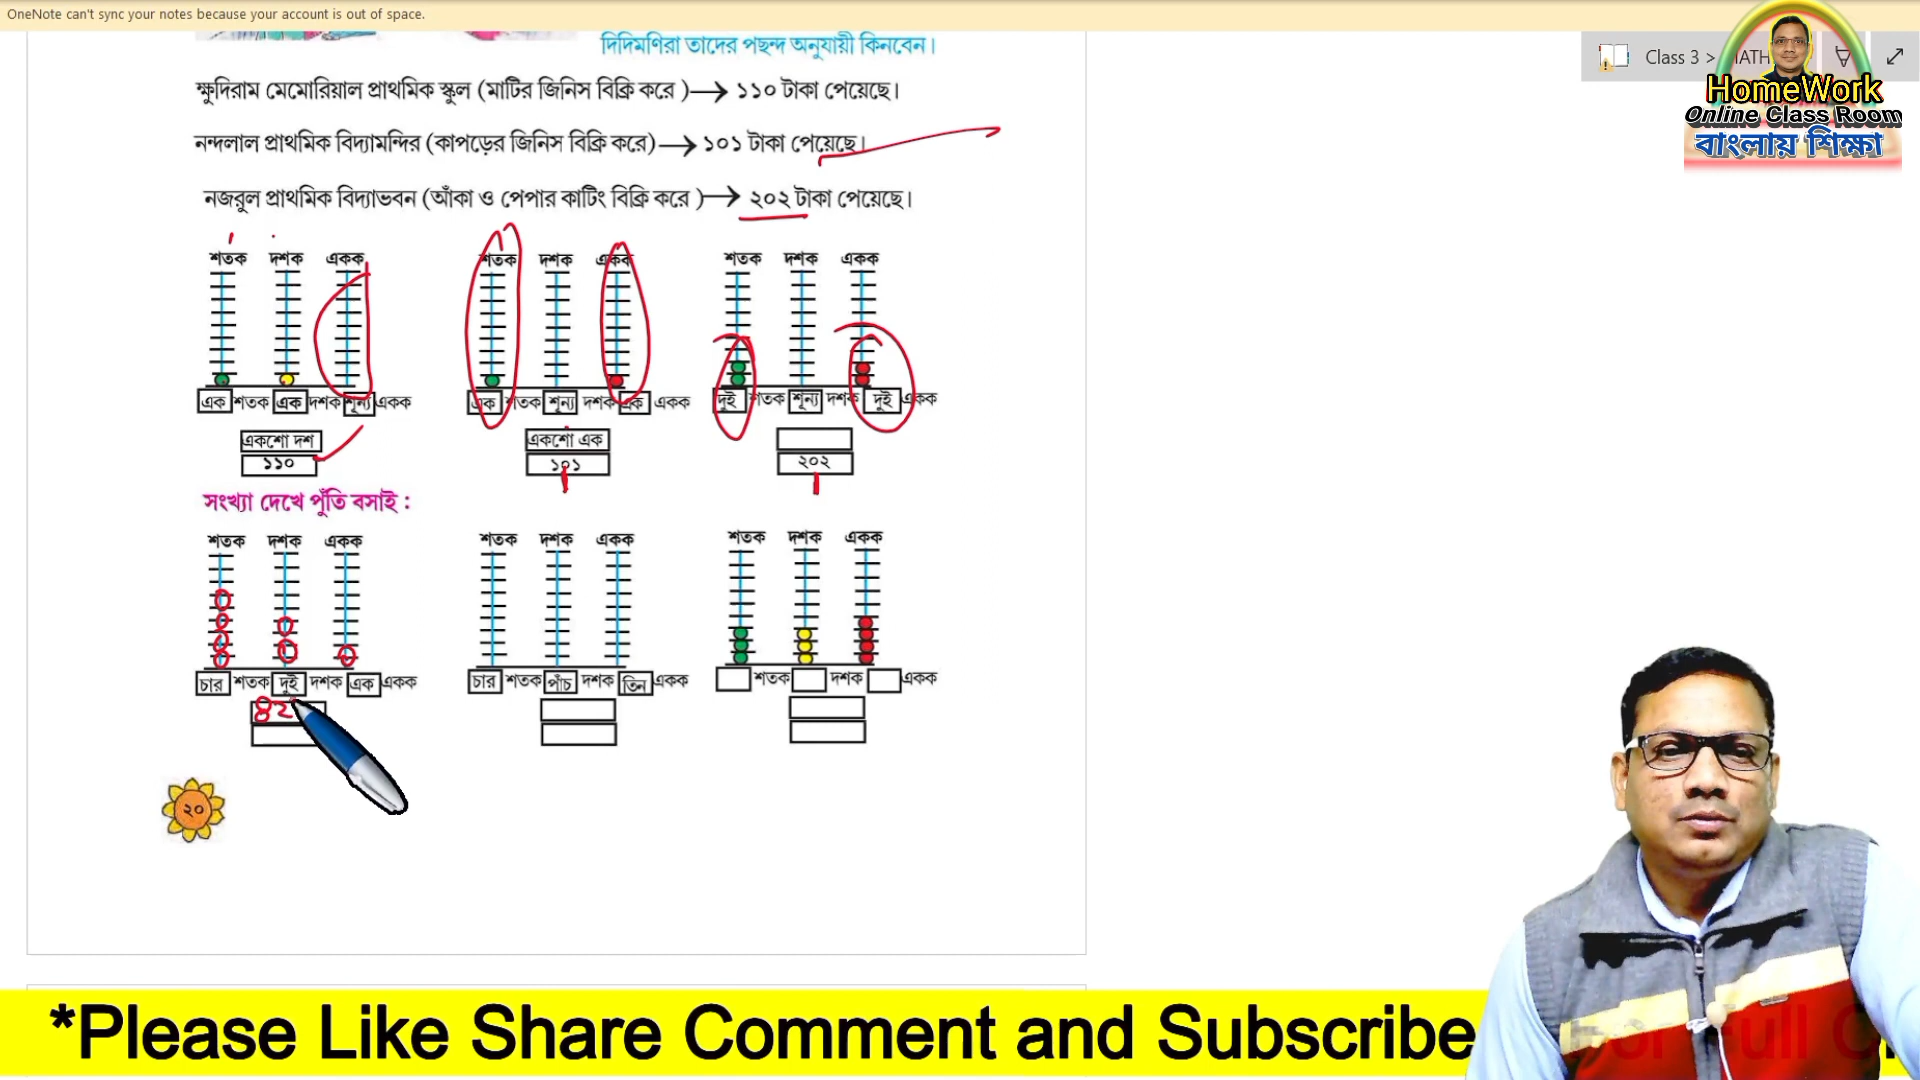 OneNote can't sync your notes because your account is out of space.
দিদিমণিরা তাদের পছন্দ অনুযায়ী কিনবেন।
Class 3 >
HomeWork
Online Class Room
বাংলায় শিক্ষা
ক্ষুদিরাম মেমোরিয়াল প্রাথমিক স্কুল (মাটির জিনিস বিক্রি করে )→ ১১০ টাকা পেয়েছে।
নন্দলাল প্রাথমিক বিদ্যামন্দির (কাপড়ের জিনিস বিক্রি করে)→ ১০১ টাকা পেয়েছে।
নজরুল প্রাথমিক বিদ্যাভবন (আঁকা ও পেপার কাটিং বিক্রি করে )→ ২০২ টাকা পেয়েছে।
শতক দশক একক শতক দশক একক শতক দশক একক
এক শতক এক দশক শূন্য একক এক শতক শূন্য দশক এক একক দুই শতক শূন্য দশক দুই একক
একশো দশ একশো এক
১১০ ১০১ ২০২
সংখ্যা দেখে পুঁতি বসাই :
শতক দশক একক শতক দশক একক শতক দশক একক
চার শতক দুই দশক এক একক চার শতক পাঁচ দশক তিন একক শতক দশক একক
৪২
২০
*Please Like Share Comment and Subscribe